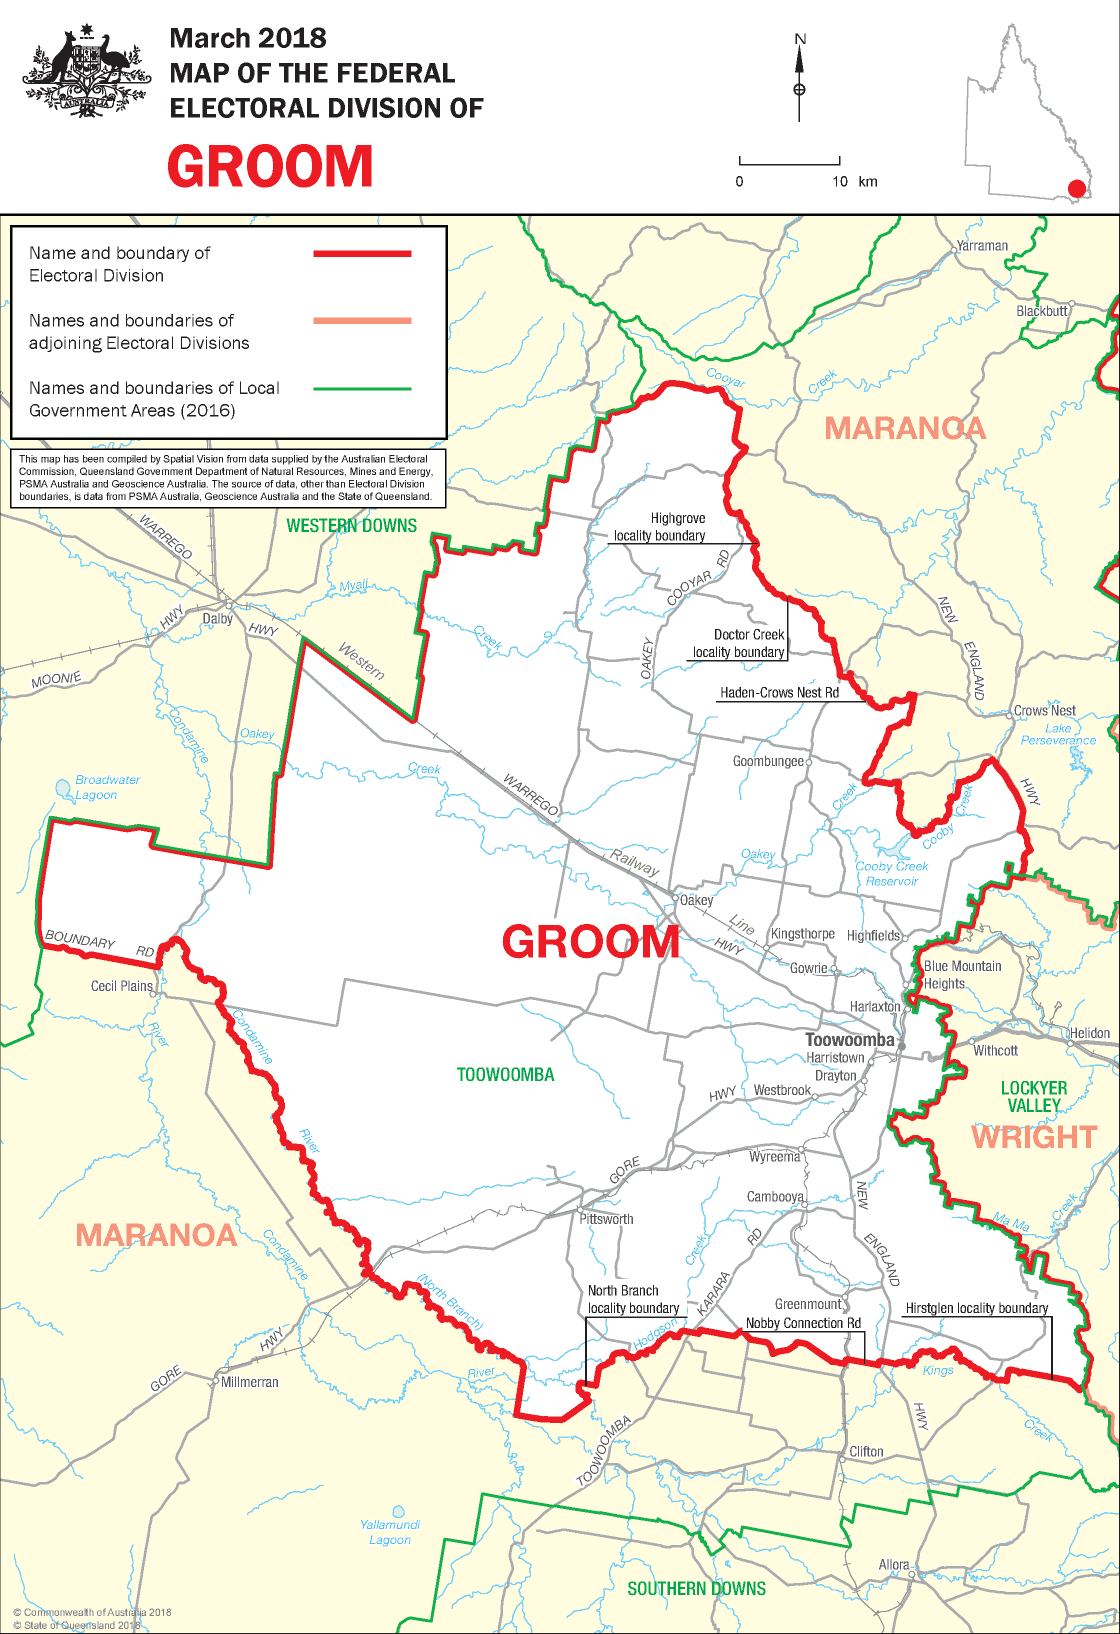 AUSTRALIA
March 2018
MAP OF THE FEDERAL
ELECTORAL DIVISION OF
GROOM
N
0 10 km
Name and boundary of
Electoral Division
Names and boundaries of
adjoining Electoral Divisions
Names and boundaries of Local
Government Areas (2016)
This map has been compiled by Spatial Vision from data supplied by the Australian Electoral
Commission, Queensland Government Department of Natural Resources, Mines and Energy,
PSMA Australia and Geoscience Australia. The source of data, other than Electoral Division
boundaries, is data from PSMA Australia, Geoscience Australia and the State of Queensland.
Yarraman
Blackbutt
Cooyar
Creek
MARANOA
WESTERN DOWNS
WARREGO
HWY
Highgrove
locality boundary
COOYAR RD
OAKEY
Myall
Creek
Dalby
HWY
MOONIE
Western
Doctor Creek
locality boundary
NEW
ENGLAND
Haden-Crows Nest Rd
Crows Nest
Lake
Perseverance
Condamine
Oakey
Creek
Goombungee
Broadwater
Lagoon
WARREGO
HWY
Creek
Cooby Creek
Railway
Oakey
Cooby Creek
Reservoir
Oakey
Line
HWY
Kingsthorpe
Highfields
GROOM
BOUNDARY RD
Gowrie
Blue Mountain
Heights
Cecil Plains
Harlaxton
River
Condamine
Toowoomba
Helidon
Withcott
Harristown
Drayton
TOOWOOMBA
HWY
Westbrook
LOCKYER
VALLEY
WRIGHT
River
Wyreema
GORE
Cambooya
NEW
Pittsworth
Ma Ma
Creek
MARANOA
Condamine
Creek
RD
ENGLAND
KARARA
(North Branch)
North Branch
locality boundary
Greenmount
Hirstglen locality boundary
Nobby Connection Rd
Hodgson
HWY
River
Kings
GORE
Millmerran
HWY
TOOWOOMBA
Creek
Clifton
Yallamundi
Lagoon
Allora
SOUTHERN DOWNS
© Commonwealth of Australia 2018
© State of Queensland 2018